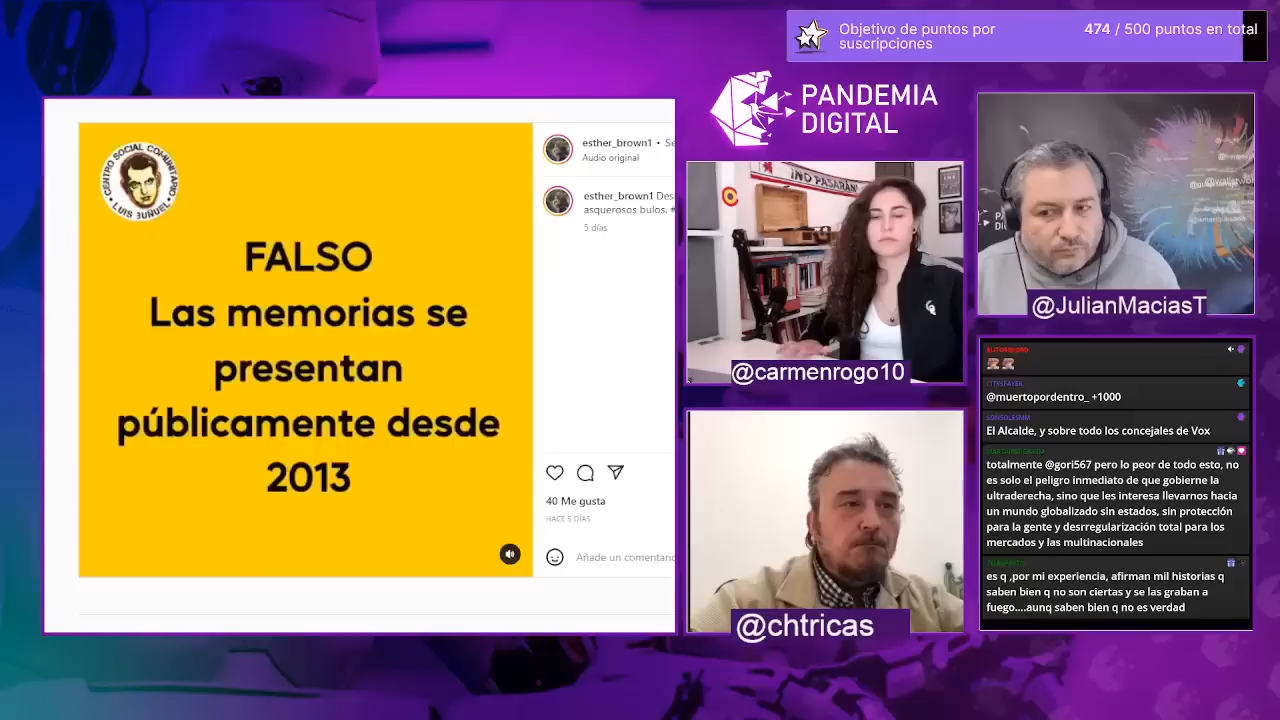 Objetivo de puntos por
suscripciones
474 / 500 puntos en total
PANDEMIA
DIGITAL
CENTRO SOCIAL COMUNITARIO
LUIS BUÑUEL
FALSO
Las memorias se
presentan
públicamente desde
2013
esther_brown1 • Se
Audio original
esther_brown1 Des
asquerosos bulos. #
5 días
40 Me gusta
HACE 5 DÍAS
Añade un comentario
¡NO PASARÁN!
@carmenrogo10
@JulianMaciasT
@chtricas
@muertopordentro_ +1000
El Alcalde, y sobre todo los concejales de Vox
totalmente @gori567 pero lo peor de todo esto, no
es solo el peligro inmediato de que gobierne la
ultraderecha, sino que les interesa llevarnos hacia
un mundo globalizado sin estados, sin protección
para la gente y desrregularización total para los
mercados y las multinacionales
es q ,por mi experiencia, afirman mil historias q
saben bien q no son ciertas y se las graban a
fuego....aunq saben bien q no es verdad